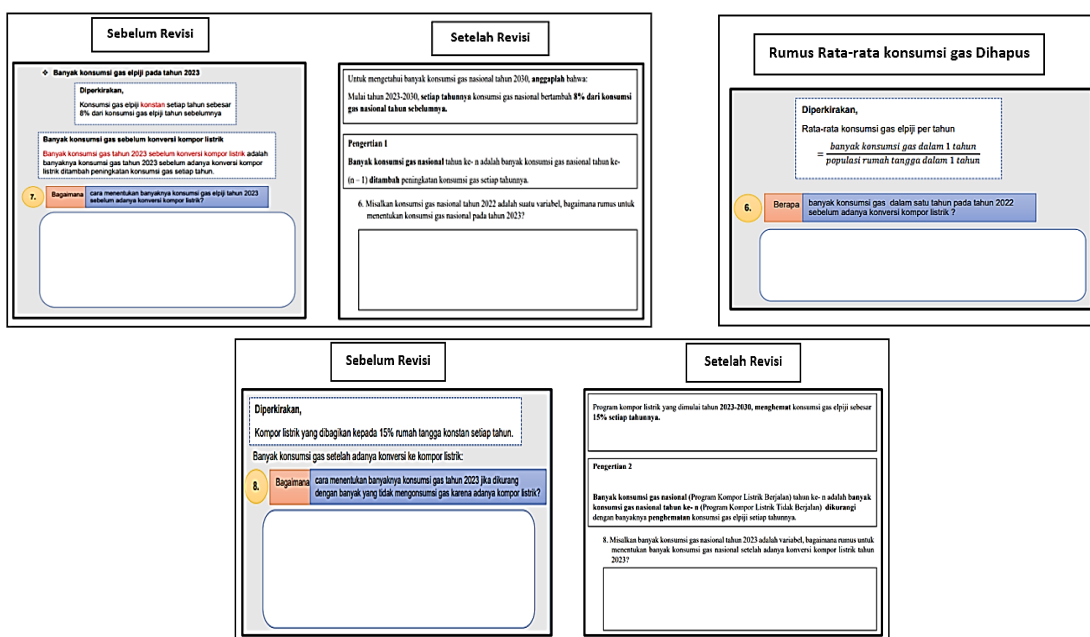 Sebelum Revisi
❖ Banyak konsumsi gas elpiji pada tahun 2023
Diperkirakan,
Konsumsi gas elpiji konstan setiap tahun sebesar
8% dari konsumsi gas elpiji tahun sebelumnya
Banyak konsumsi gas sebelum konversi kompor listrik
Banyak konsumsi gas tahun 2023 sebelum konversi kompor listrik adalah
banyaknya konsumsi gas tahun 2023 sebelum adanya konversi kompor
listrik ditambah peningkatan konsumsi gas setiap tahun.
7. Bagaimana cara menentukan banyaknya konsumsi gas elpiji tahun 2023
sebelum adanya konversi kompor listrik?
Setelah Revisi
Untuk mengetahui banyak konsumsi gas nasional tahun 2030, anggaplah bahwa:
Mulai tahun 2023-2030, setiap tahunnya konsumsi gas nasional bertambah 8% dari konsumsi
gas nasional tahun sebelumnya.
Pengertian 1
Banyak konsumsi gas nasional tahun ke- n adalah banyak konsumsi gas nasional tahun ke-
(n – 1) ditambah peningkatan konsumsi gas setiap tahunnya.
6. Misalkan konsumsi gas nasional tahun 2022 adalah suatu variabel, bagaimana rumus untuk
menentukan konsumsi gas nasional pada tahun 2023?
Rumus Rata-rata konsumsi gas Dihapus
Diperkirakan,
Rata-rata konsumsi gas elpiji per tahun
= banyak konsumsi gas dalam 1 tahun
populasi rumah tangga dalam 1 tahun
6. Berapa banyak konsumsi gas dalam satu tahun pada tahun 2022
sebelum adanya konversi kompor listrik ?
Sebelum Revisi
Diperkirakan,
Kompor listrik yang dibagikan kepada 15% rumah tangga konstan setiap tahun.
Banyak konsumsi gas setelah adanya konversi ke kompor listrik:
8. Bagaimana cara menentukan banyaknya konsumsi gas tahun 2023 jika dikurang
dengan banyak yang tidak mengonsumsi gas karena adanya kompor listrik?
Setelah Revisi
Program kompor listrik yang dimulai tahun 2023-2030, menghemat konsumsi gas elpiji sebesar
15% setiap tahunnya.
Pengertian 2
Banyak konsumsi gas nasional (Program Kompor Listrik Berjalan) tahun ke- n adalah banyak
konsumsi gas nasional tahun ke- n (Program Kompor Listrik Tidak Berjalan) dikurangi
dengan banyaknya penghematan konsumsi gas elpiji setiap tahunnya.
8. Misalkan banyak konsumsi gas nasional tahun 2023 adalah variabel, bagaimana rumus untuk
menentukan banyak konsumsi gas nasional setelah adanya konversi kompor listrik tahun
2023?